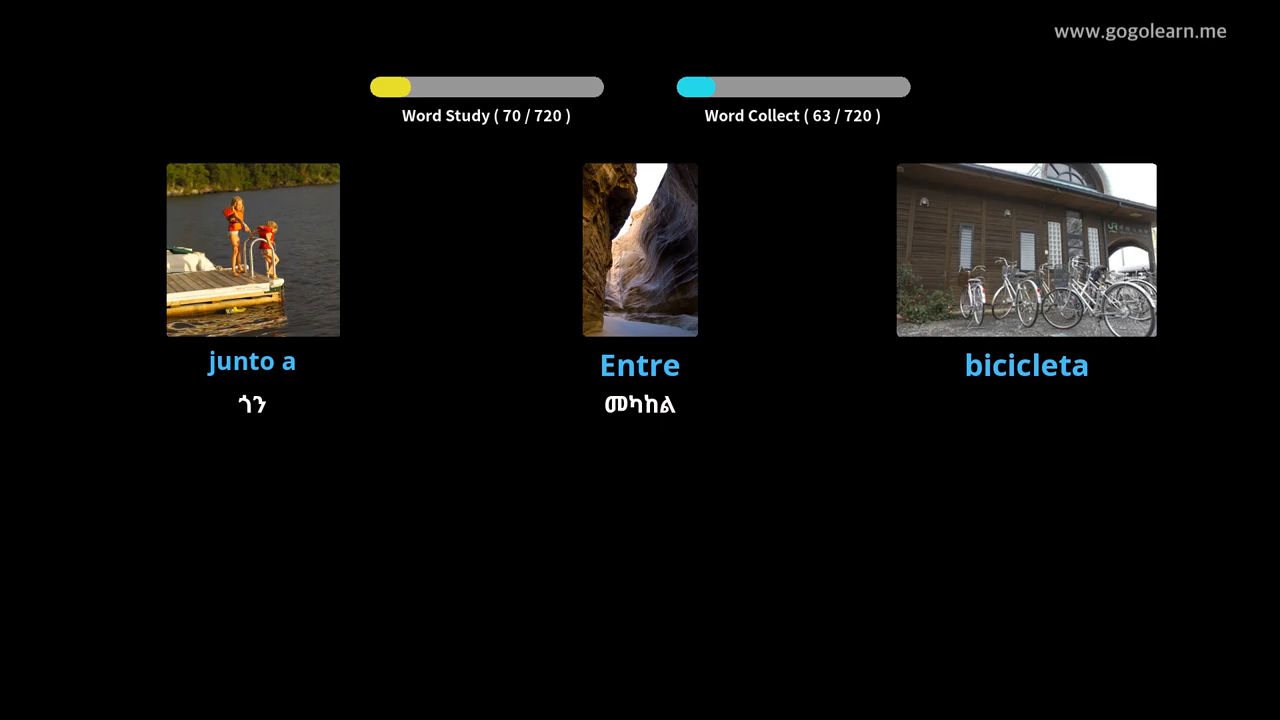 www.gogolearn.me
Word Study ( 70 / 720 )
Word Collect ( 63 / 720 )
junto a
ጎን
Entre
መካከል
bicicleta